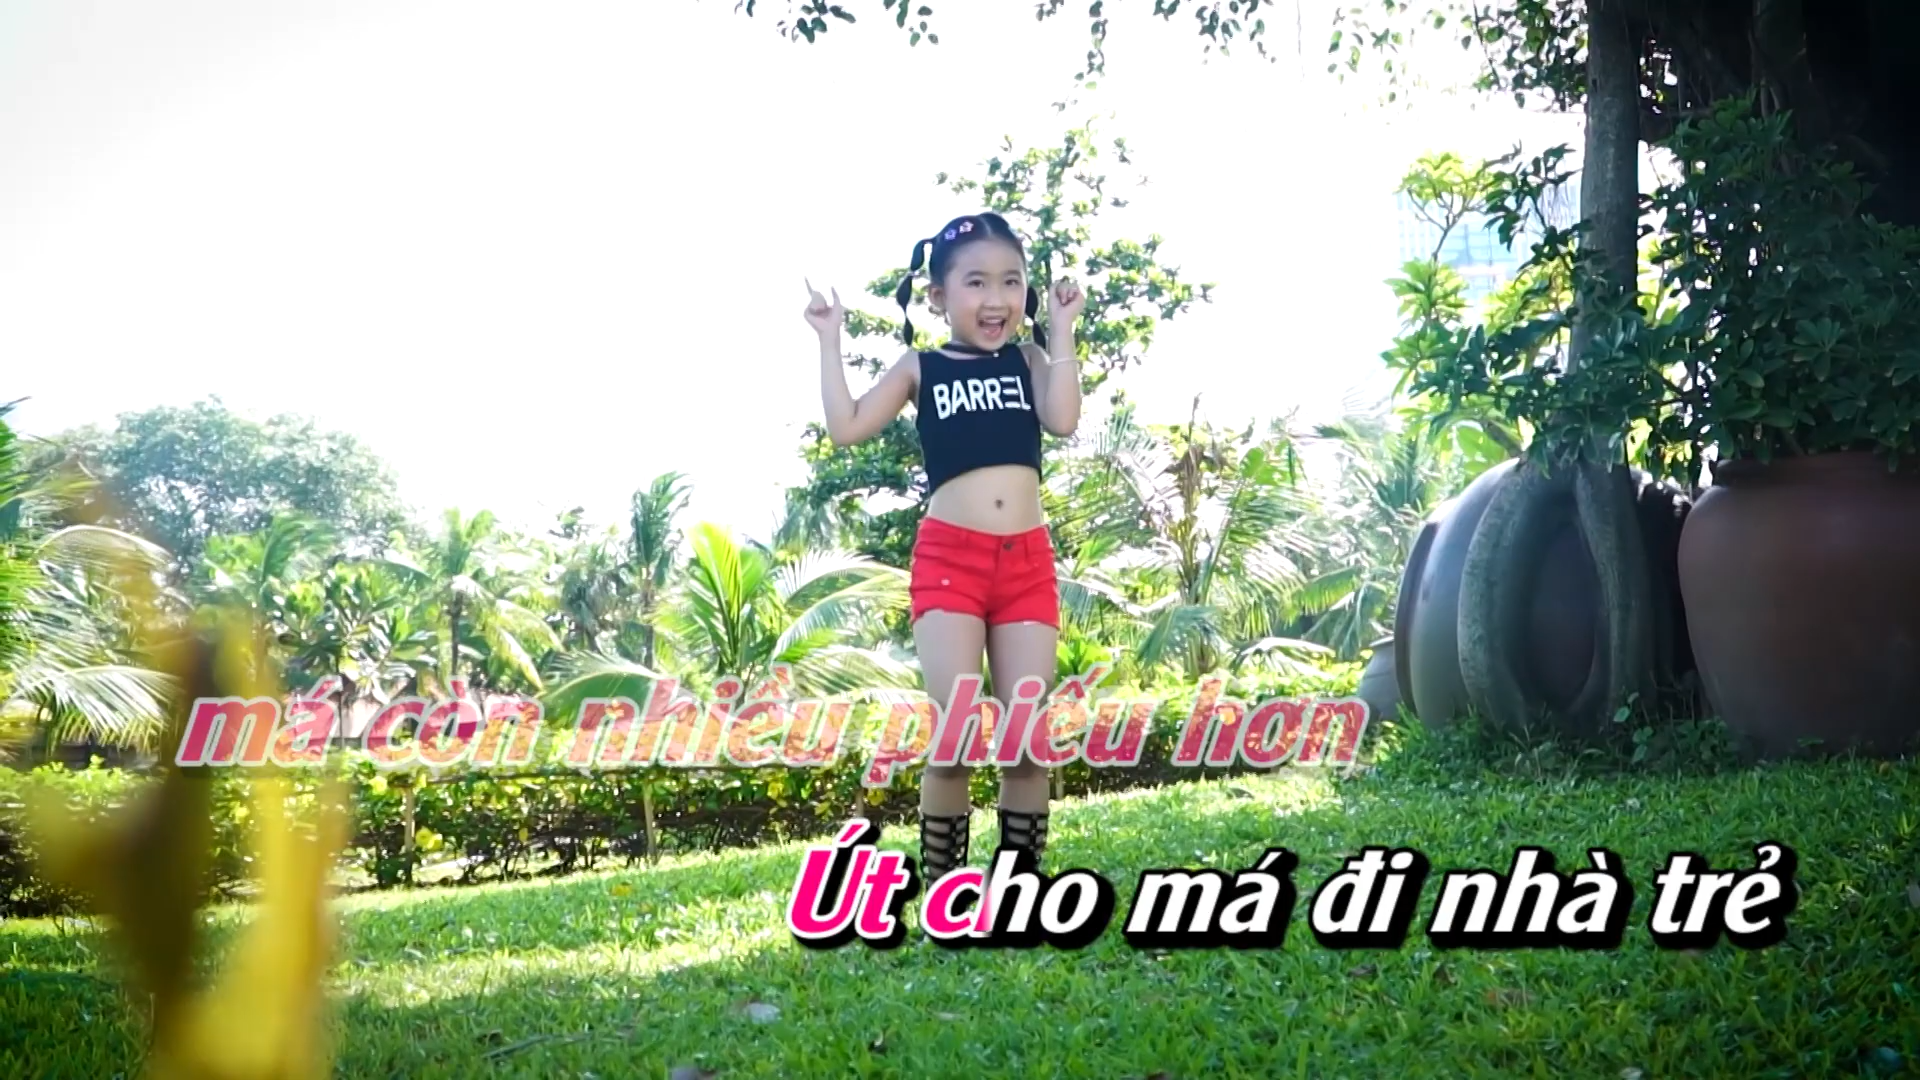 BARREL
má còn nhiều phiếu hơn
Út cho má đi nhà trẻ